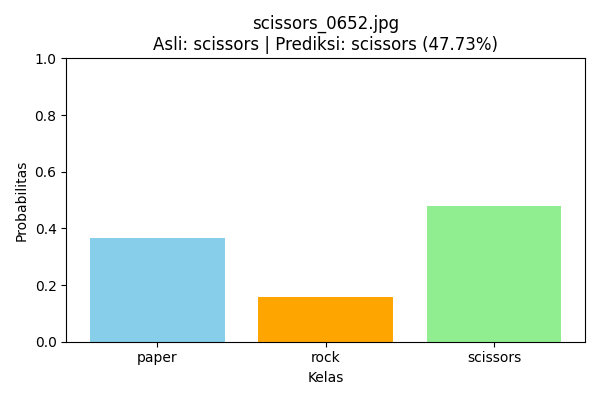 scissors_0652.jpg
Asli: scissors | Prediksi: scissors (47.73%)
1.0
0.8
0.6
0.4
0.2
0.0
Probabilitas
paper
rock
scissors
Kelas